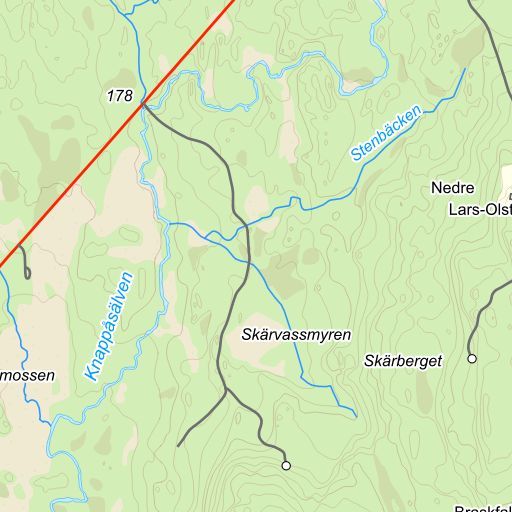 178
Stenbäcken
Nedre
Lars-Olst
Knappåsälven
Skärvassmyren
Skärberget
mossen